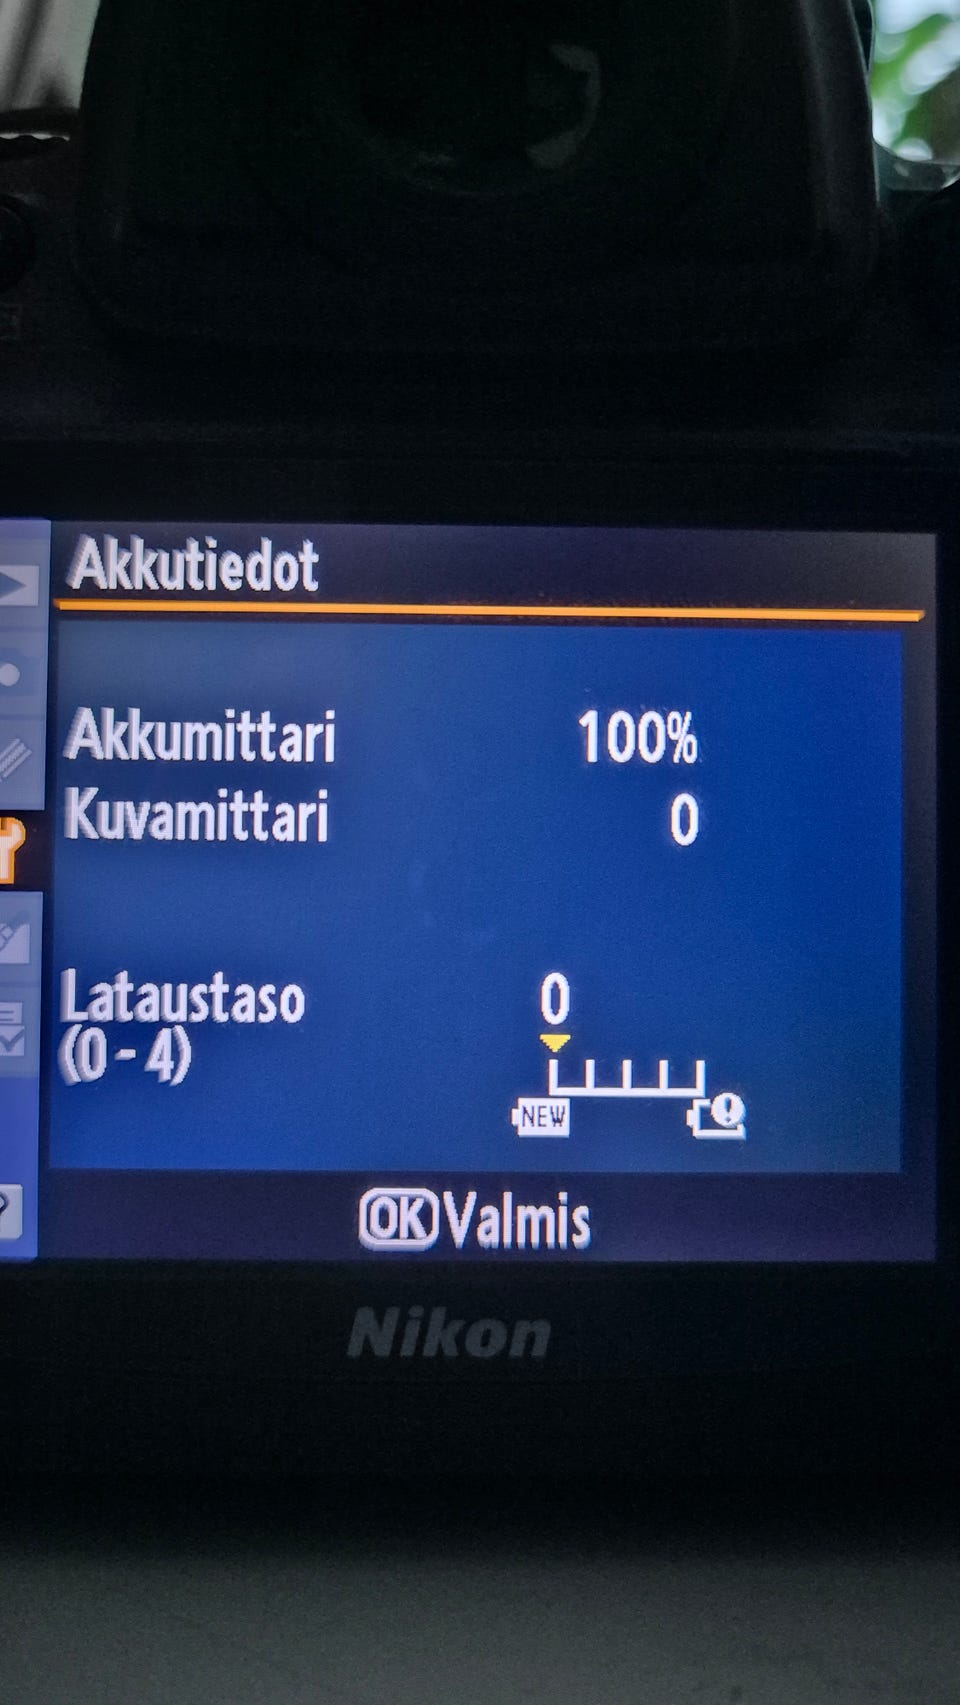 Akkutiedot
Akkumittari 100%
Kuvamittari 0
Lataustaso 0
(0-4)
NEW
OK Valmis
Nikon